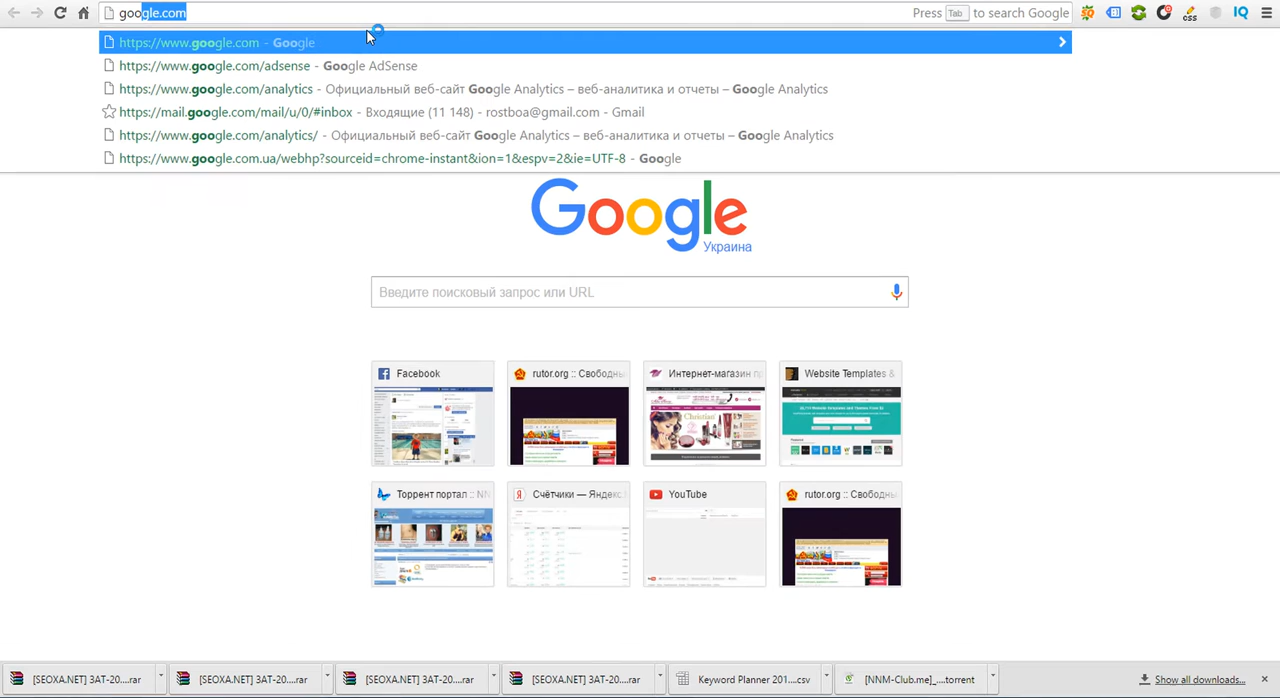 google.com
Press Tab to search Google
https://www.google.com - Google
https://www.google.com/adsense - Google AdSense
https://www.google.com/analytics - Официальный веб-сайт Google Analytics – веб-аналитика и отчеты – Google Analytics
https://mail.google.com/mail/u/0/#inbox - Входящие (11 148) - rostboa@gmail.com - Gmail
https://www.google.com/analytics/ - Официальный веб-сайт Google Analytics – веб-аналитика и отчеты – Google Analytics
https://www.google.com.ua/webhp?sourceid=chrome-instant&ion=1&espv=2&ie=UTF-8 - Google
Google
Украина
Введите поисковый запрос или URL
Facebook
rutor.org :: Свободны
Интернет-магазин п
Website Templates &
Торрент портал :: NN
Счётчики — Яндекс.
YouTube
rutor.org :: Свободны
[SEOXA.NET] ЗАТ-20....rar
[SEOXA.NET] ЗАТ-20....rar
[SEOXA.NET] ЗАТ-20....rar
[SEOXA.NET] ЗАТ-20....rar
Keyword Planner 201....csv
[NNM-Club.me]_....torrent
Show all downloads...